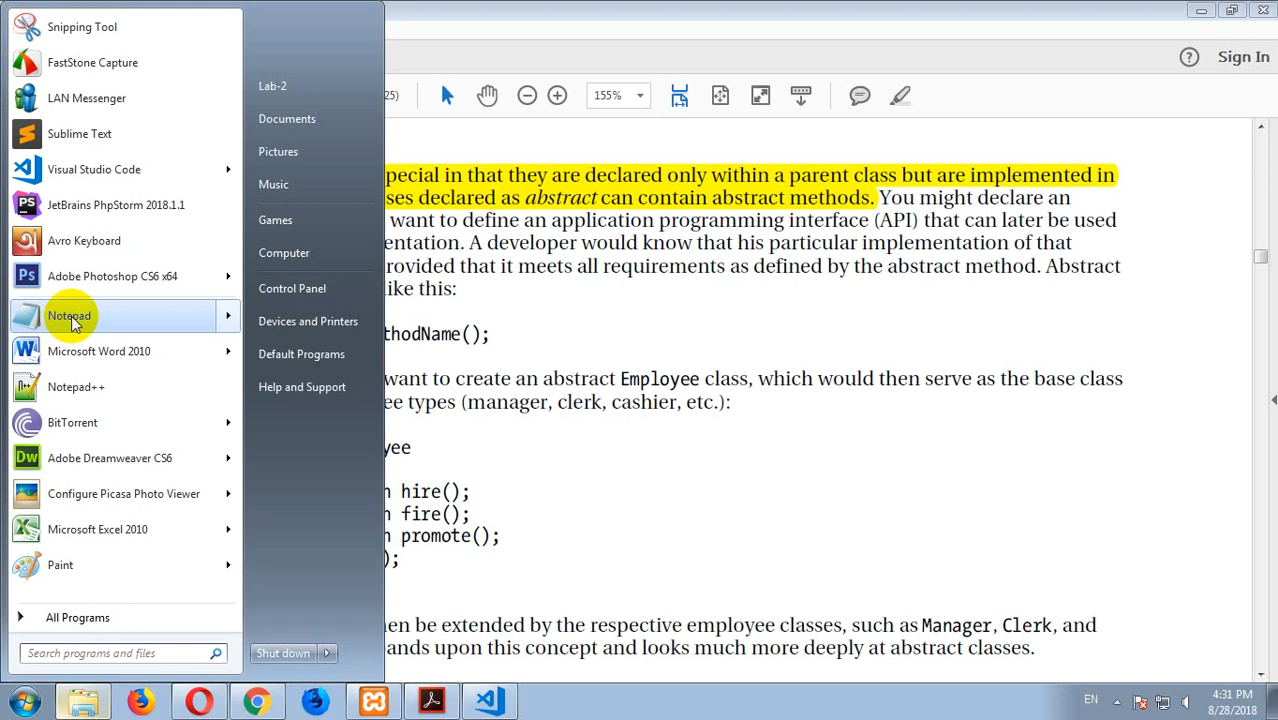 Snipping Tool
FastStone Capture
LAN Messenger
Sublime Text
Visual Studio Code
JetBrains PhpStorm 2018.1.1
Avro Keyboard
Adobe Photoshop CS6 x64
Notepad
Microsoft Word 2010
Notepad++
BitTorrent
Adobe Dreamweaver CS6
Configure Picasa Photo Viewer
Microsoft Excel 2010
Paint
All Programs
Search programs and files
Lab-2
Documents
Pictures
Music
Games
Computer
Control Panel
Devices and Printers
Default Programs
Help and Support
Shut down
Sign In
25)
155%
pecial in that they are declared only within a parent class but are implemented in
ses declared as abstract can contain abstract methods. You might declare an
want to define an application programming interface (API) that can later be used
entation. A developer would know that his particular implementation of that
rovided that it meets all requirements as defined by the abstract method. Abstract
ike this:
thodName();
want to create an abstract Employee class, which would then serve as the base class
ee types (manager, clerk, cashier, etc.):
yee
n hire();
n fire();
n promote();
);
en be extended by the respective employee classes, such as Manager, Clerk, and
ands upon this concept and looks much more deeply at abstract classes.
EN
4:31 PM
8/28/2018